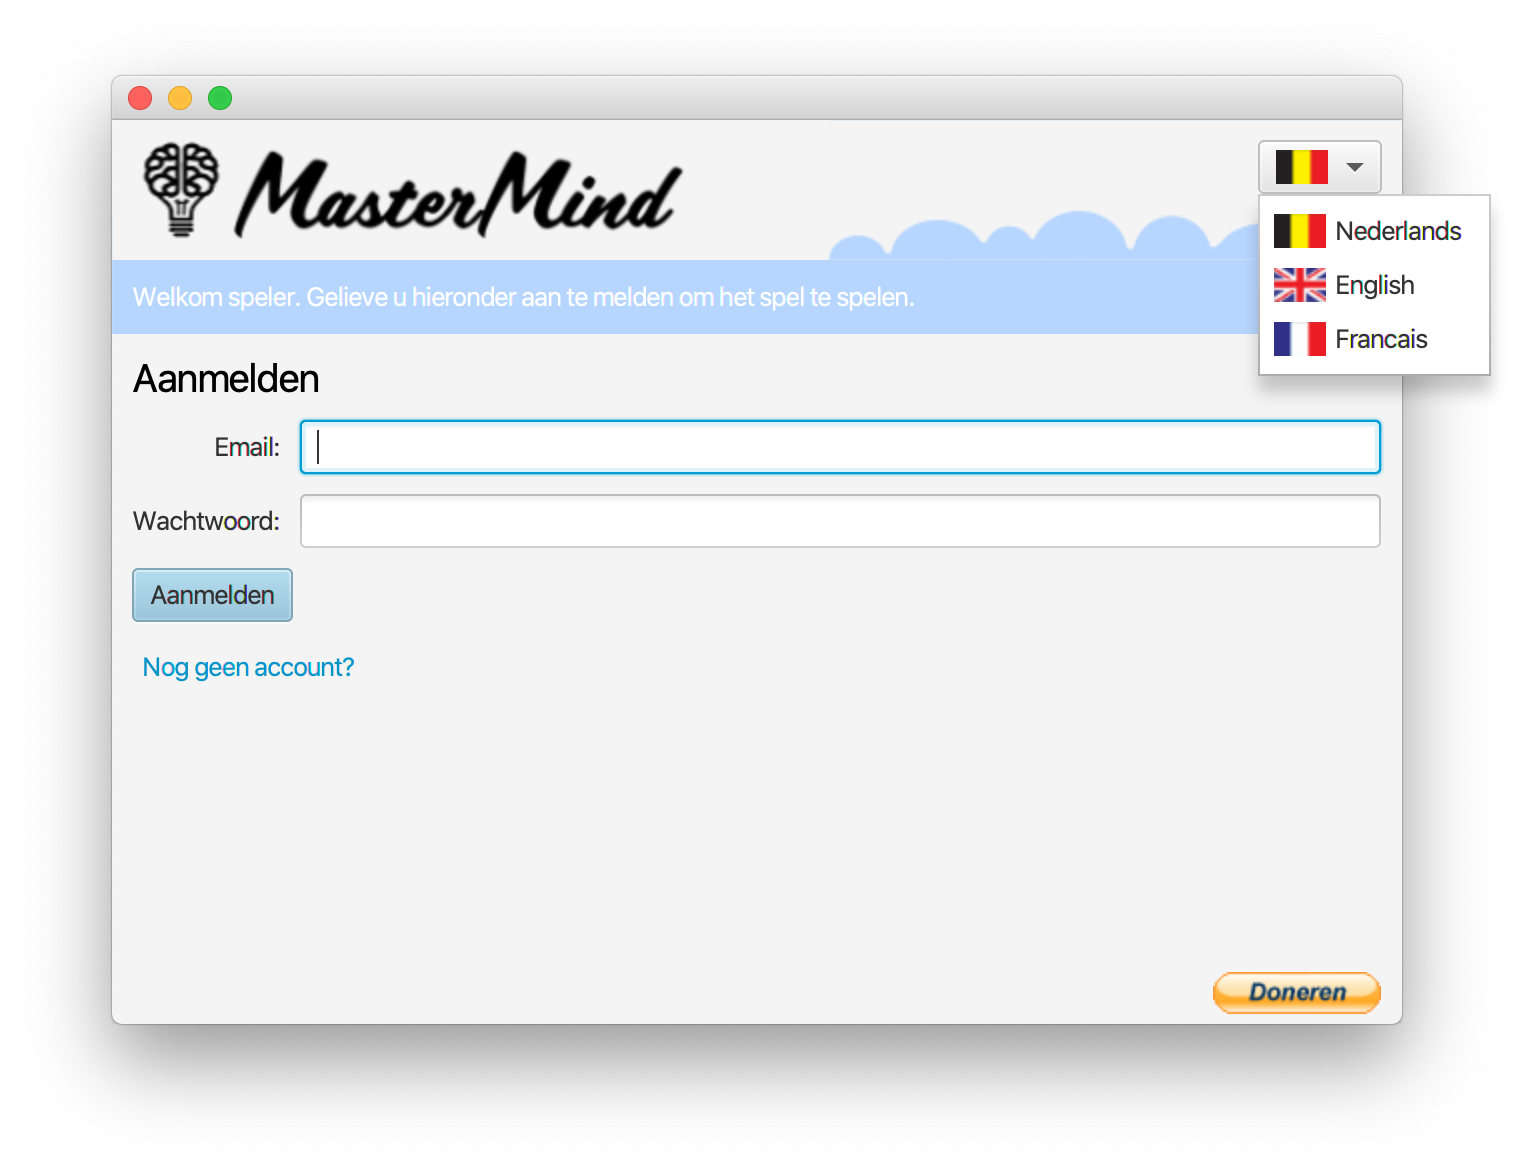 MasterMind
Nederlands
English
Francais
Welkom speler. Gelieve u hieronder aan te melden om het spel te spelen.
Aanmelden
Email:
Wachtwoord:
Aanmelden
Nog geen account?
Doneren